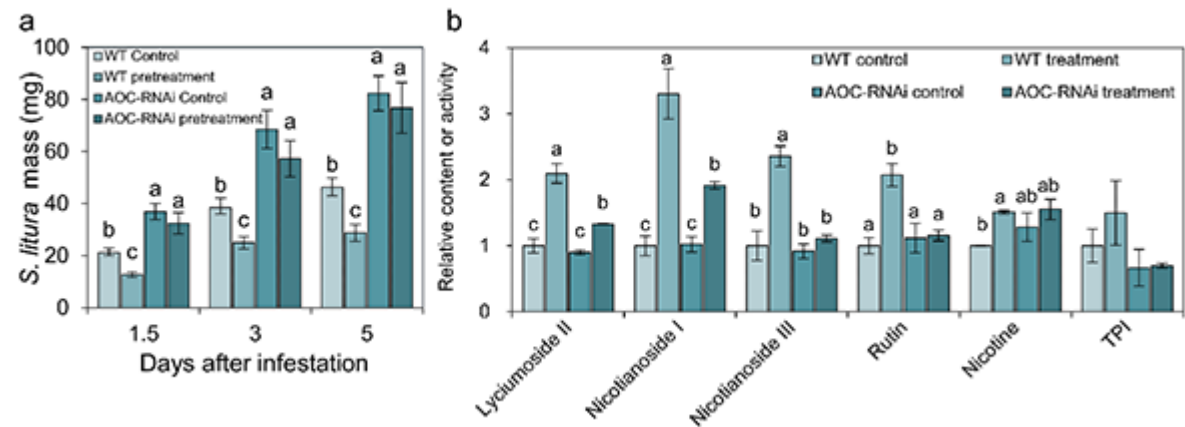 a
S. litura mass (mg)
100
80
60
40
20
0
WT Control
WT pretreatment
AOC-RNAi Control
AOC-RNAi pretreatment
b
c
a
a
b
c
a
a
b
c
a
a
1.5
3
5
Days after infestation
b
Relative content or activity
4
3
2
1
0
WT control
WT treatment
AOC-RNAi control
AOC-RNAi treatment
c
a
c
b
c
a
c
b
b
a
b
b
a
b
a
a
b
a
ab
ab
Lyciumoside II
Nicotianoside I
Nicotianoside III
Rutin
Nicotine
TPI